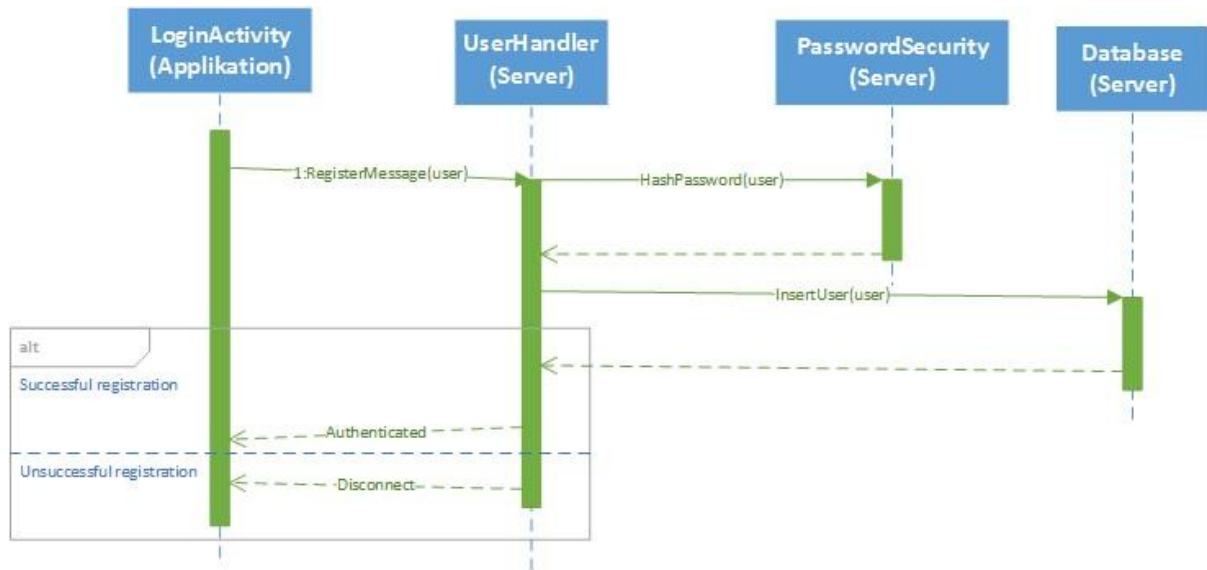 LoginActivity
(Applikation)
UserHandler
(Server)
PasswordSecurity
(Server)
Database
(Server)
1:RegisterMessage(user)
HashPassword(user)
InsertUser(user)
alt
Successful registration
Authenticated
Unsuccessful registration
Disconnect